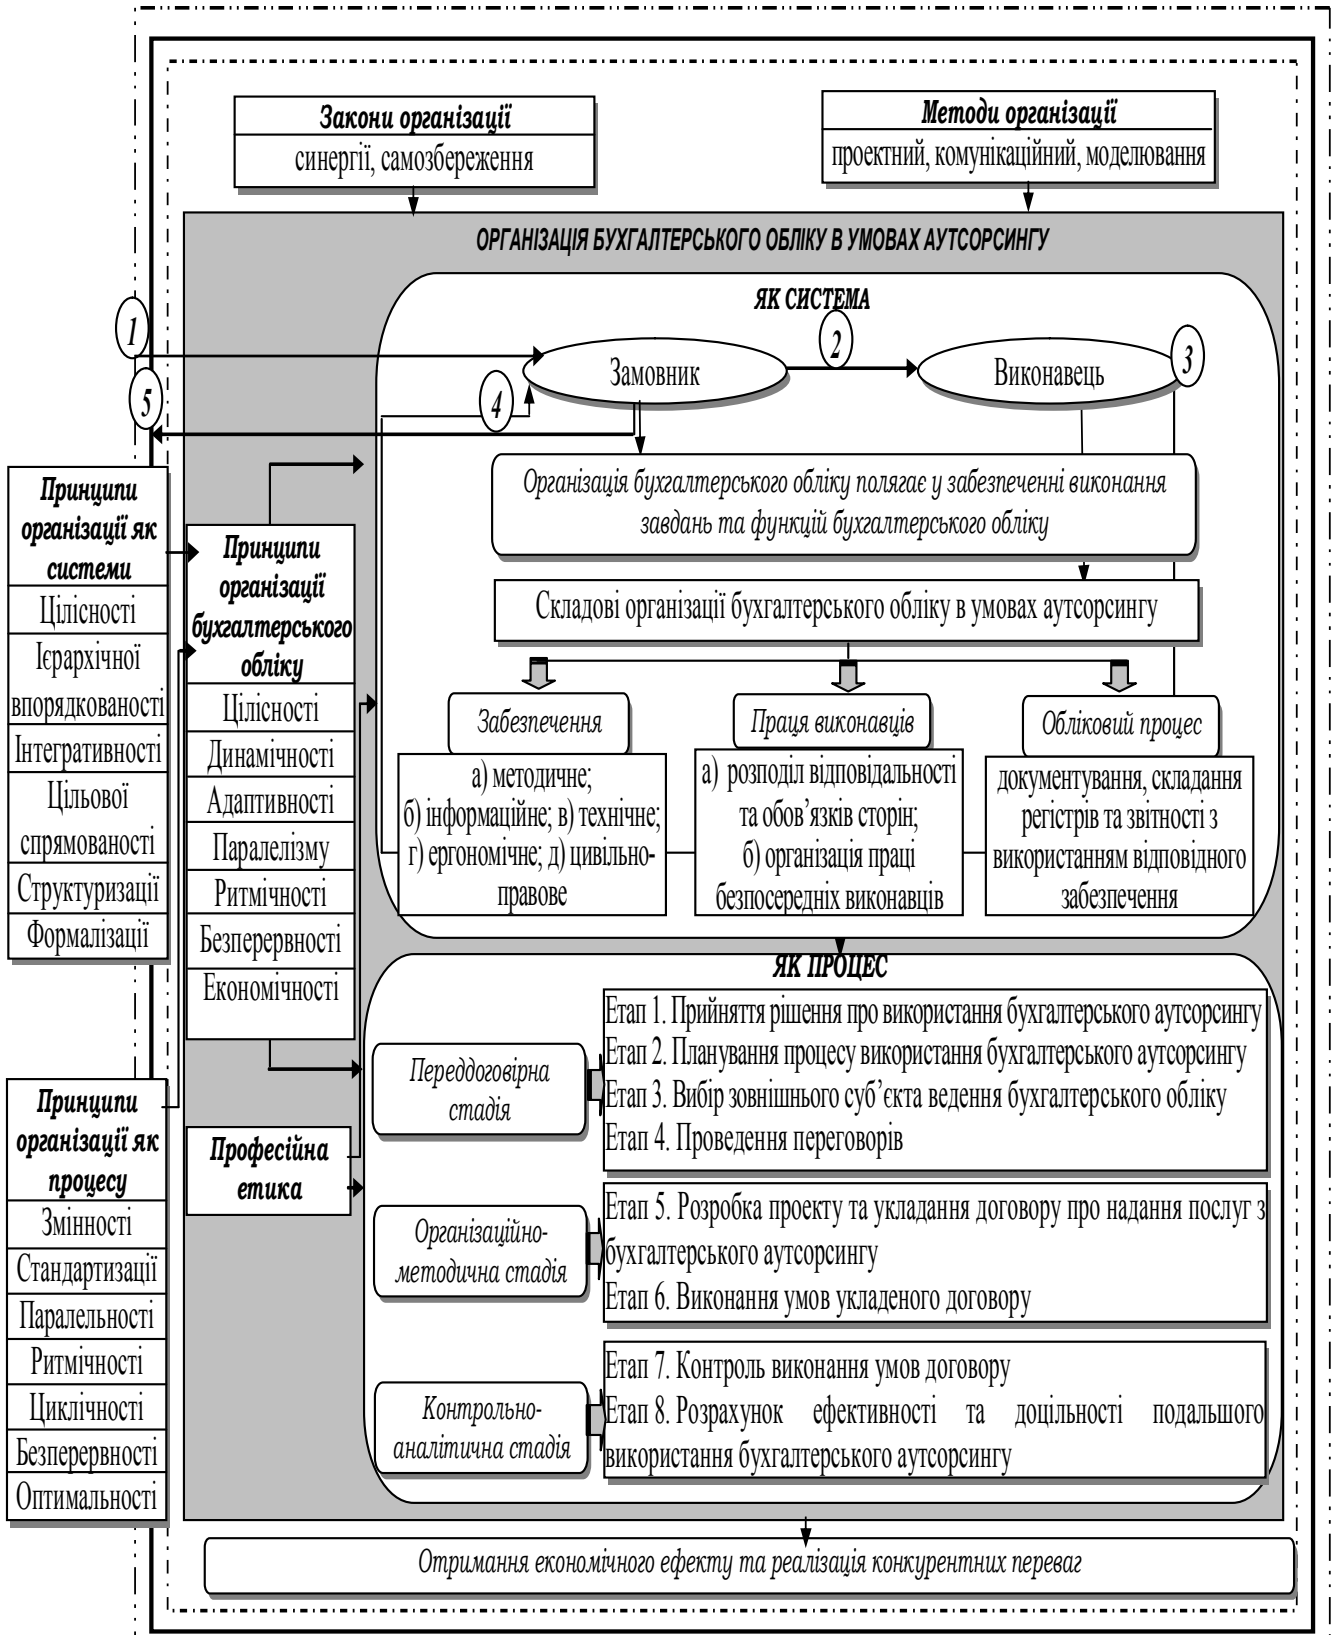 Закони організації
синергії, самозбереження
Методи організації
проектний, комунікаційний, моделювання
ОРГАНІЗАЦІЯ БУХГАЛТЕРСЬКОГО ОБЛІКУ В УМОВАХ АУТСОРСИНГУ
ЯК СИСТЕМА
1
2
3
4
5
Замовник
Виконавець
Організація бухгалтерського обліку полягає у забезпеченні виконання
завдань та функцій бухгалтерського обліку
Складові організації бухгалтерського обліку в умовах аутсорсингу
Забезпечення
а) методичне;
б) інформаційне; в) технічне;
г) ергономічне; д) цивільно-
правове
Праця виконавців
а) розподіл відповідальності
та обов’язків сторін;
б) організація праці
безпосередніх виконавців
Обліковий процес
документування, складання
регістрів та звітності з
використанням відповідного
забезпечення
Принципи
організації як
системи
Цілісності
Ієрархічної
впорядкованості
Інтегративності
Цільової
спрямованості
Структуризації
Формалізації
Принципи
організації
бухгалтерського
обліку
Цілісності
Динамічності
Адаптивності
Паралелізму
Ритмічності
Безперервності
Економічності
Принципи
організації як
процесу
Змінності
Стандартизації
Паралельності
Ритмічності
Циклічності
Безперервності
Оптимальності
Професійна
етика
ЯК ПРОЦЕС
Переддоговірна
стадія
Етап 1. Прийняття рішення про використання бухгалтерського аутсорсингу
Етап 2. Планування процесу використання бухгалтерського аутсорсингу
Етап 3. Вибір зовнішнього суб’єкта ведення бухгалтерського обліку
Етап 4. Проведення переговорів
Організаційно-
методична стадія
Етап 5. Розробка проекту та укладання договору про надання послуг з
бухгалтерського аутсорсингу
Етап 6. Виконання умов укладеного договору
Контрольно-
аналітична стадія
Етап 7. Контроль виконання умов договору
Етап 8. Розрахунок ефективності та доцільності подальшого
використання бухгалтерського аутсорсингу
Отримання економічного ефекту та реалізація конкурентних переваг